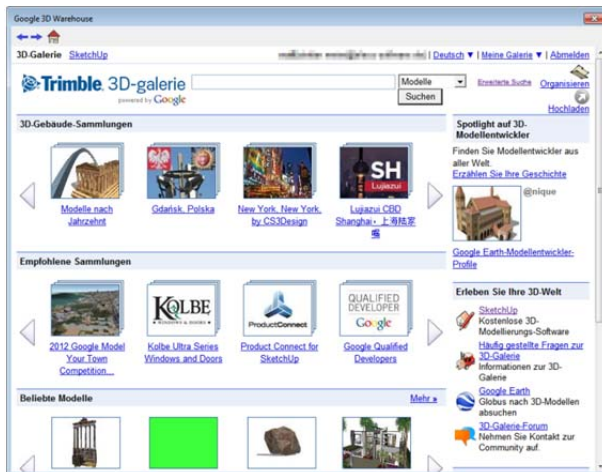 Google 3D Warehouse
3D-Galerie SketchUp
| Deutsch ▼ | Meine Galerie ▼ | Abmelden
Trimble. 3D-galerie
powered by Google
Modelle
Suchen
Erweiterte Suche
Organisieren
Hochladen
3D-Gebäude-Sammlungen
Modelle nach
Jahrzehnt
Gdańsk, Polska
New York, New York,
by CS3Design
SH
Lujiazui
Lujiazui CBD
Shanghai · 上海陆家
嘴
Empfohlene Sammlungen
2012 Google Model
Your Town
Competition...
KOLBE
WINDOWS & DOORS
Kolbe Ultra Series
Windows and Doors
ProductConnect
Product Connect for
SketchUp
QUALIFIED
DEVELOPER
Google
Google Qualified
Developers
Beliebte Modelle
Mehr »
Spotlight auf 3D-
Modellentwickler
Finden Sie Modellentwickler aus
aller Welt.
Erzählen Sie Ihre Geschichte
@nique
Google Earth-Modellentwickler-
Profile
Erleben Sie Ihre 3D-Welt
SketchUp
Kostenlose 3D-
Modellierungs-Software
Häufig gestellte Fragen zur
3D-Galerie
Informationen zur 3D-
Galerie
Google Earth
Globus nach 3D-Modellen
absuchen
3D-Galerie-Forum
Nehmen Sie Kontakt zur
Community auf.